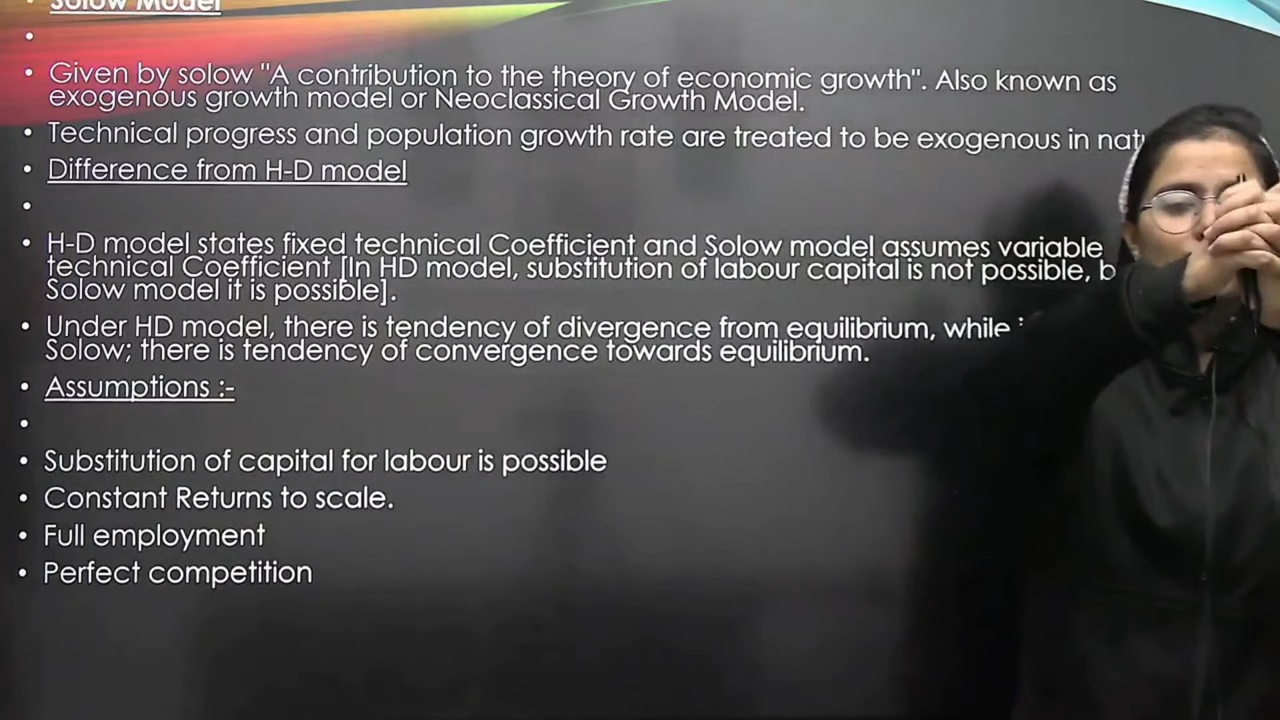 Solow Model
Given by solow "A contribution to the theory of economic growth". Also known as
exogenous growth model or Neoclassical Growth Model.
Technical progress and population growth rate are treated to be exogenous in
Difference from H-D model
H-D model states fixed technical Coefficient and Solow model assumes variable
technical Coefficient.[In HD model, substitution of labour capital is not possible,
Solow model it is possible].
Under HD model, there is tendency of divergence from equilibrium, while
Solow; there is tendency of convergence towards equilibrium.
Assumptions :-
Substitution of capital for labour is possible
Constant Returns to scale.
Full employment
Perfect competition